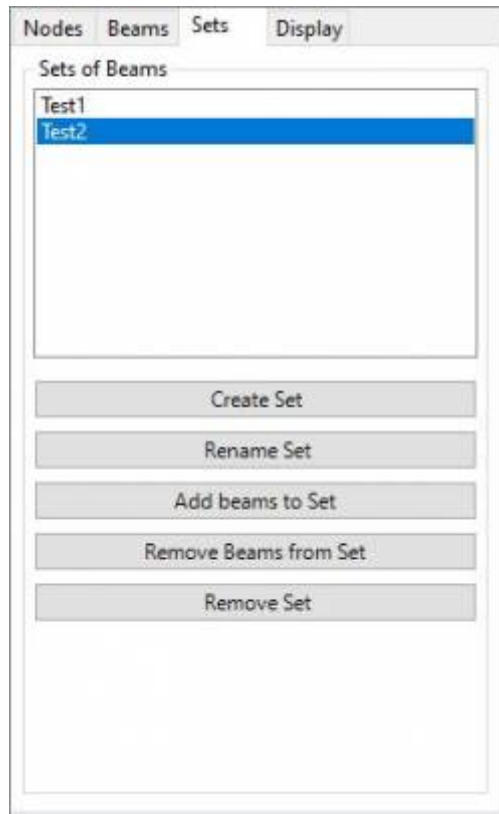 Nodes Beams Sets Display
Sets of Beams
Test1
Test2
Create Set
Rename Set
Add beams to Set
Remove Beams from Set
Remove Set